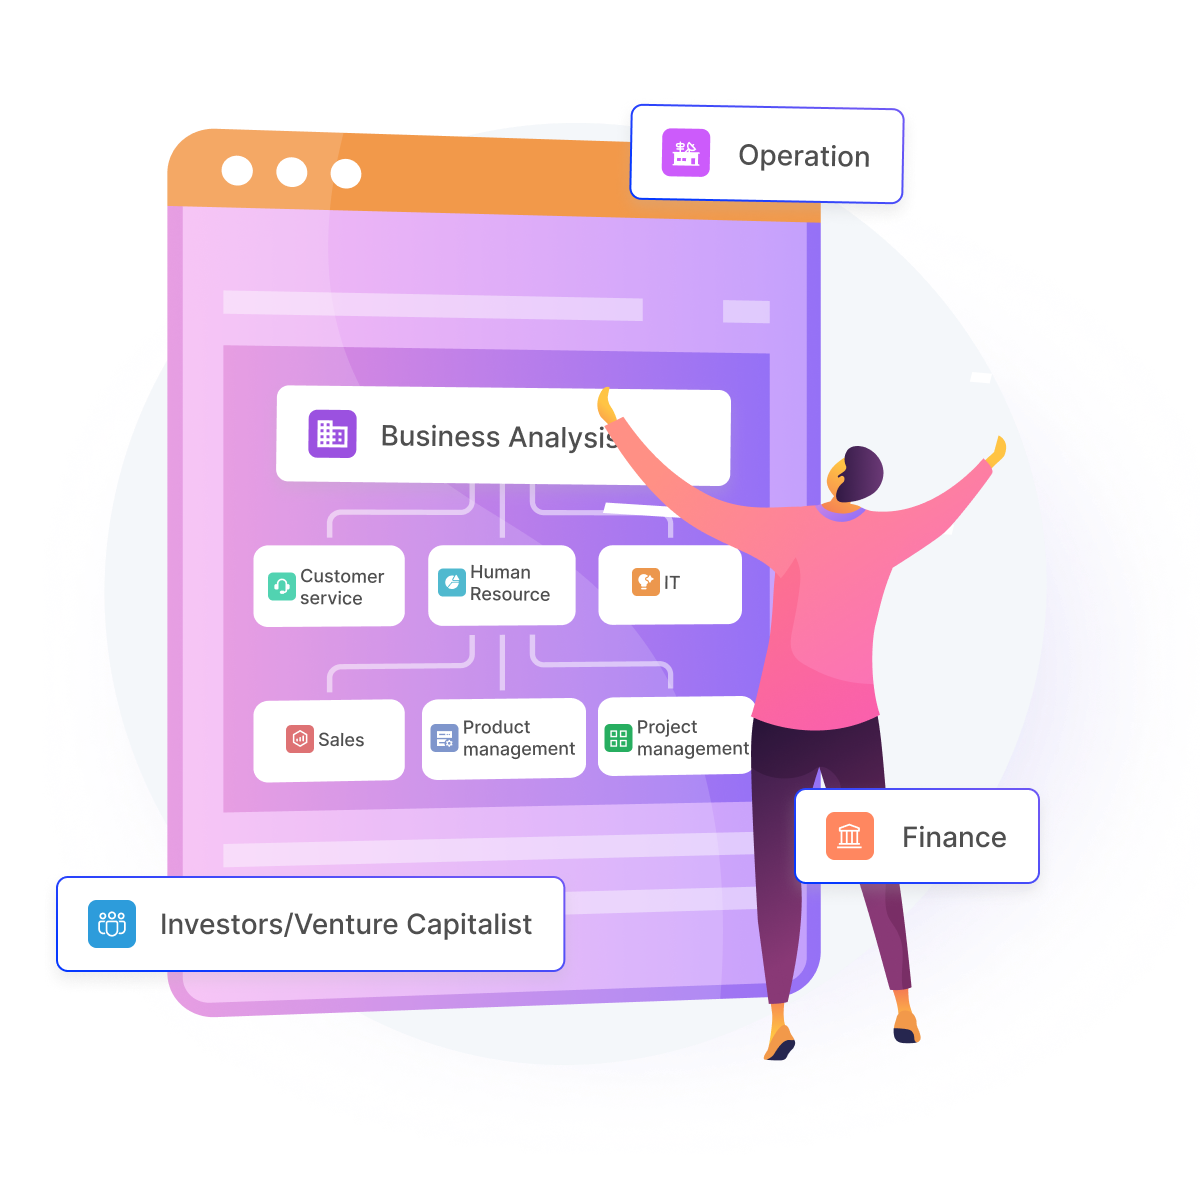 Operation
Business Analysis
Customer
service
Human
Resource
IT
Sales
Product
management
Project
management
Finance
Investors/Venture Capitalist